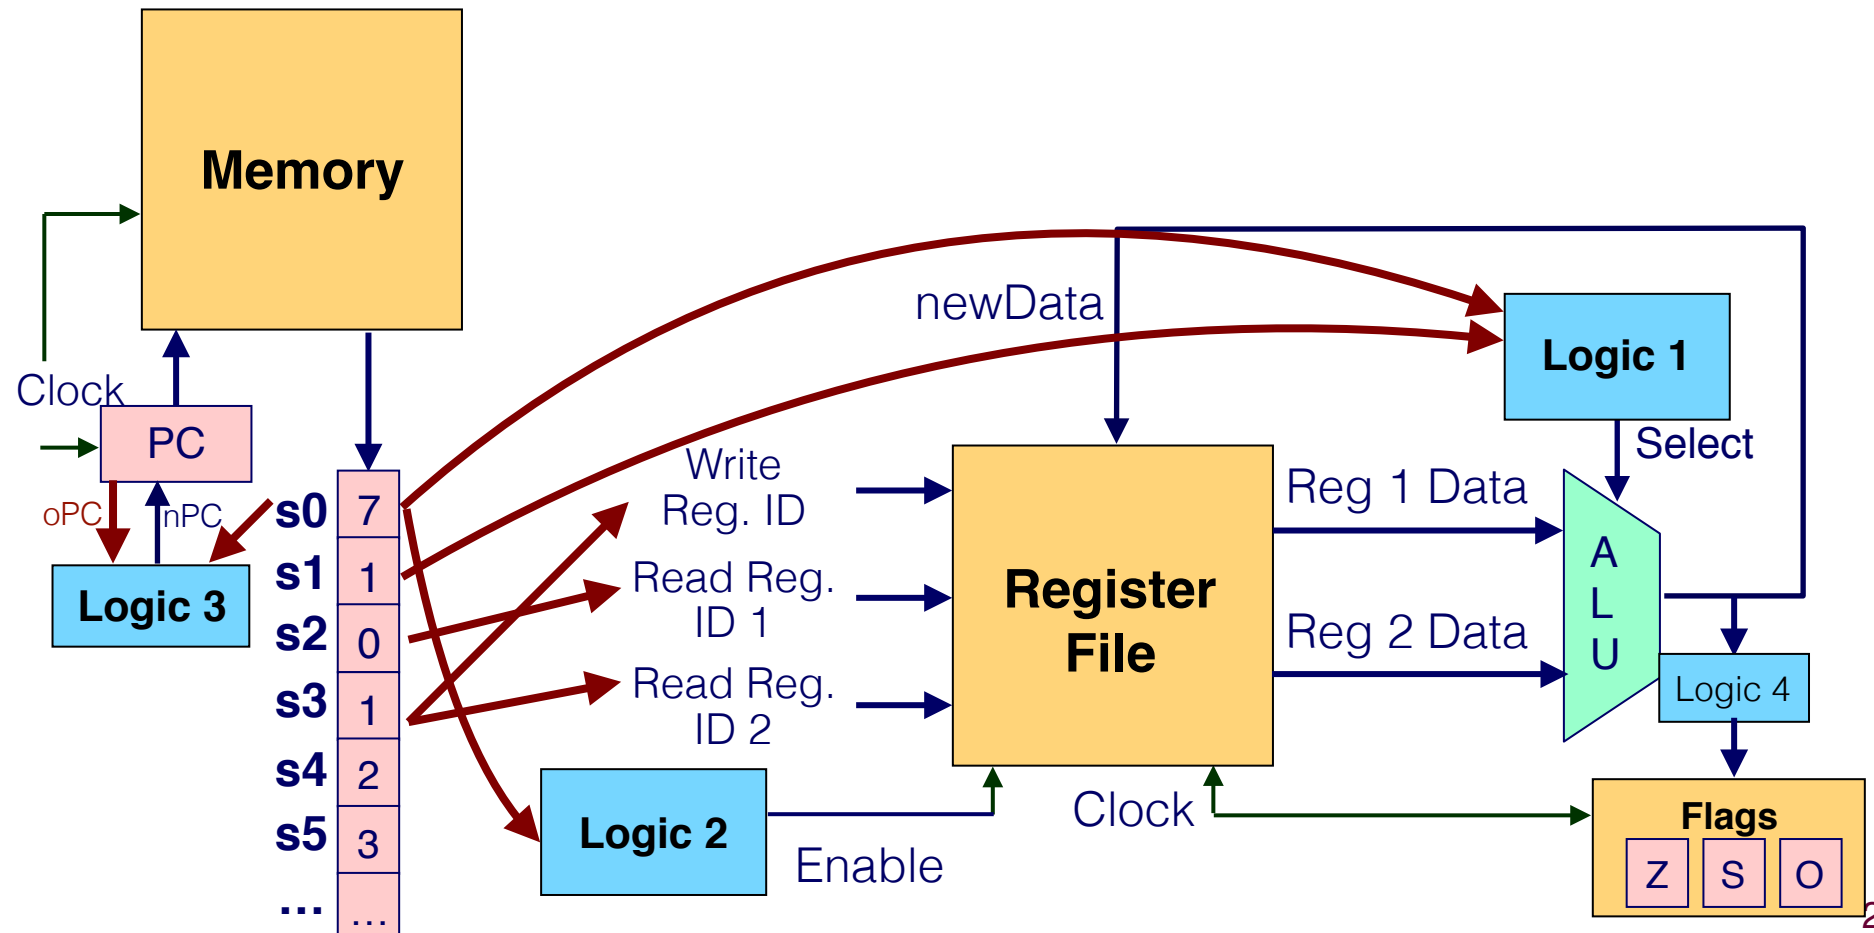 Memory
newData
Logic 1
Clock
PC
Select
oPC
nPC
Logic 3
s0 7
s1 1
s2 0
s3 1
s4 2
s5 3
... ...
Write
Reg. ID
Read Reg.
ID 1
Read Reg.
ID 2
Register
File
Reg 1 Data
Reg 2 Data
A
L
U
Logic 4
Logic 2
Enable
Clock
Flags
Z S O